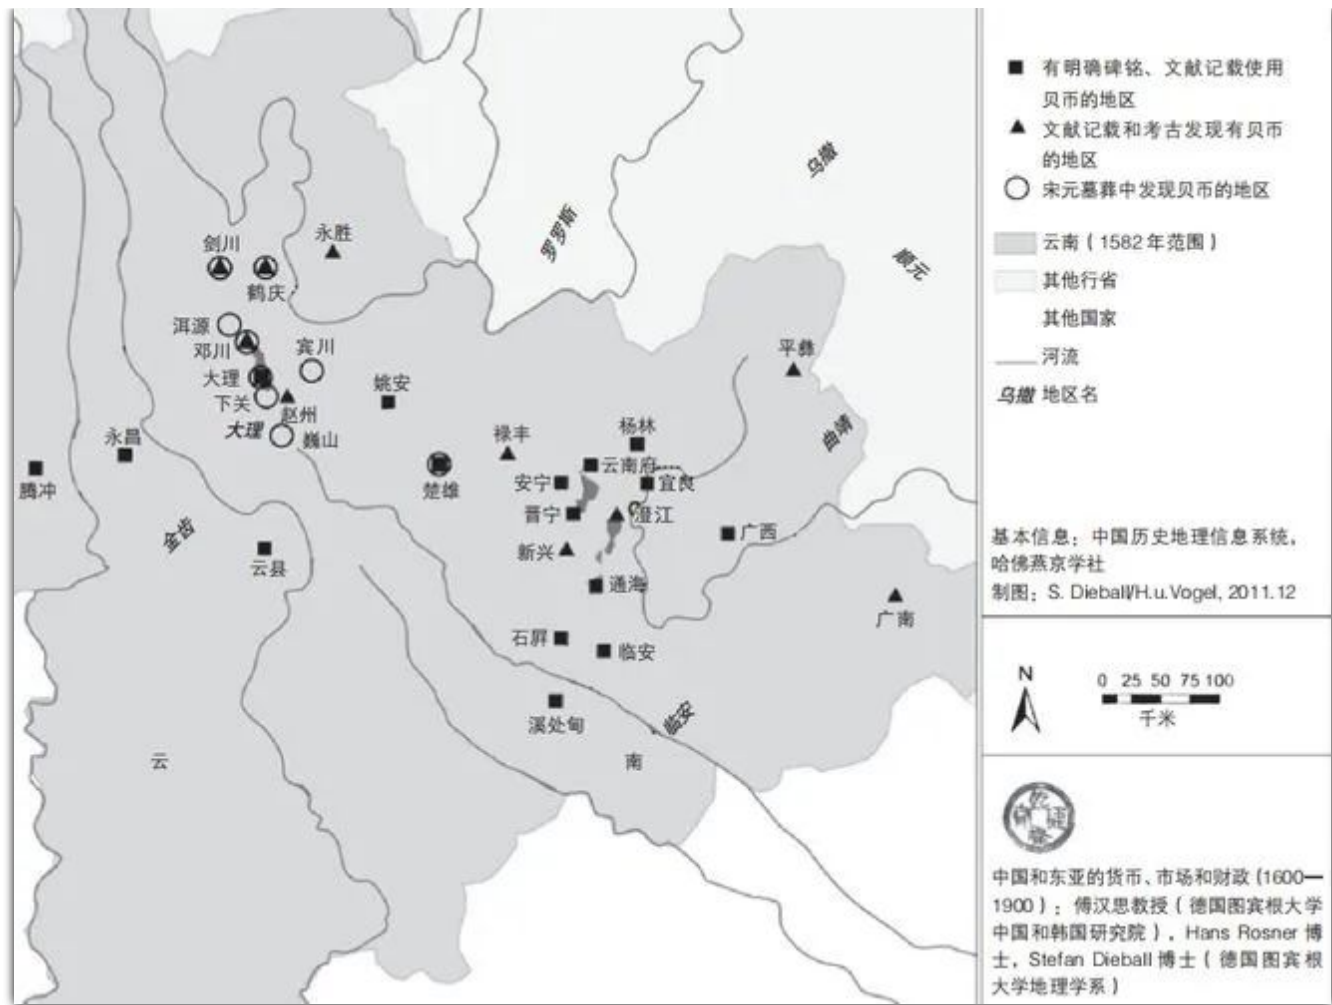 剑川
永胜
鹤庆
洱源
邓川
宾川
大理
下关
赵州
大理
巍山
姚安
永昌
腾冲
楚雄
禄丰
杨林
云南府
安宁
宜良
晋宁
澄江
新兴
广西
通海
石屏
临安
溪处甸
平彝
曲靖
广南
云县
金齿
临安
云
南
罗罗斯
乌撒
顺元
有明确碑铭、文献记载使用
贝币的地区
文献记载和考古发现有贝币
的地区
宋元墓葬中发现贝币的地区
云南（1582年范围）
其他行省
其他国家
河流
乌撒 地区名
基本信息：中国历史地理信息系统，
哈佛燕京学社
制图：S. Dieball/H.u.Vogel, 2011.12
N
0 25 50 75 100
千米
乾隆通寶
中国和东亚的货币、市场和财政（1600—
1900）：傅汉思教授（德国图宾根大学
中国和韩国研究院），Hans Rosner 博
士，Stefan Dieball 博士（德国图宾根
大学地理学系）